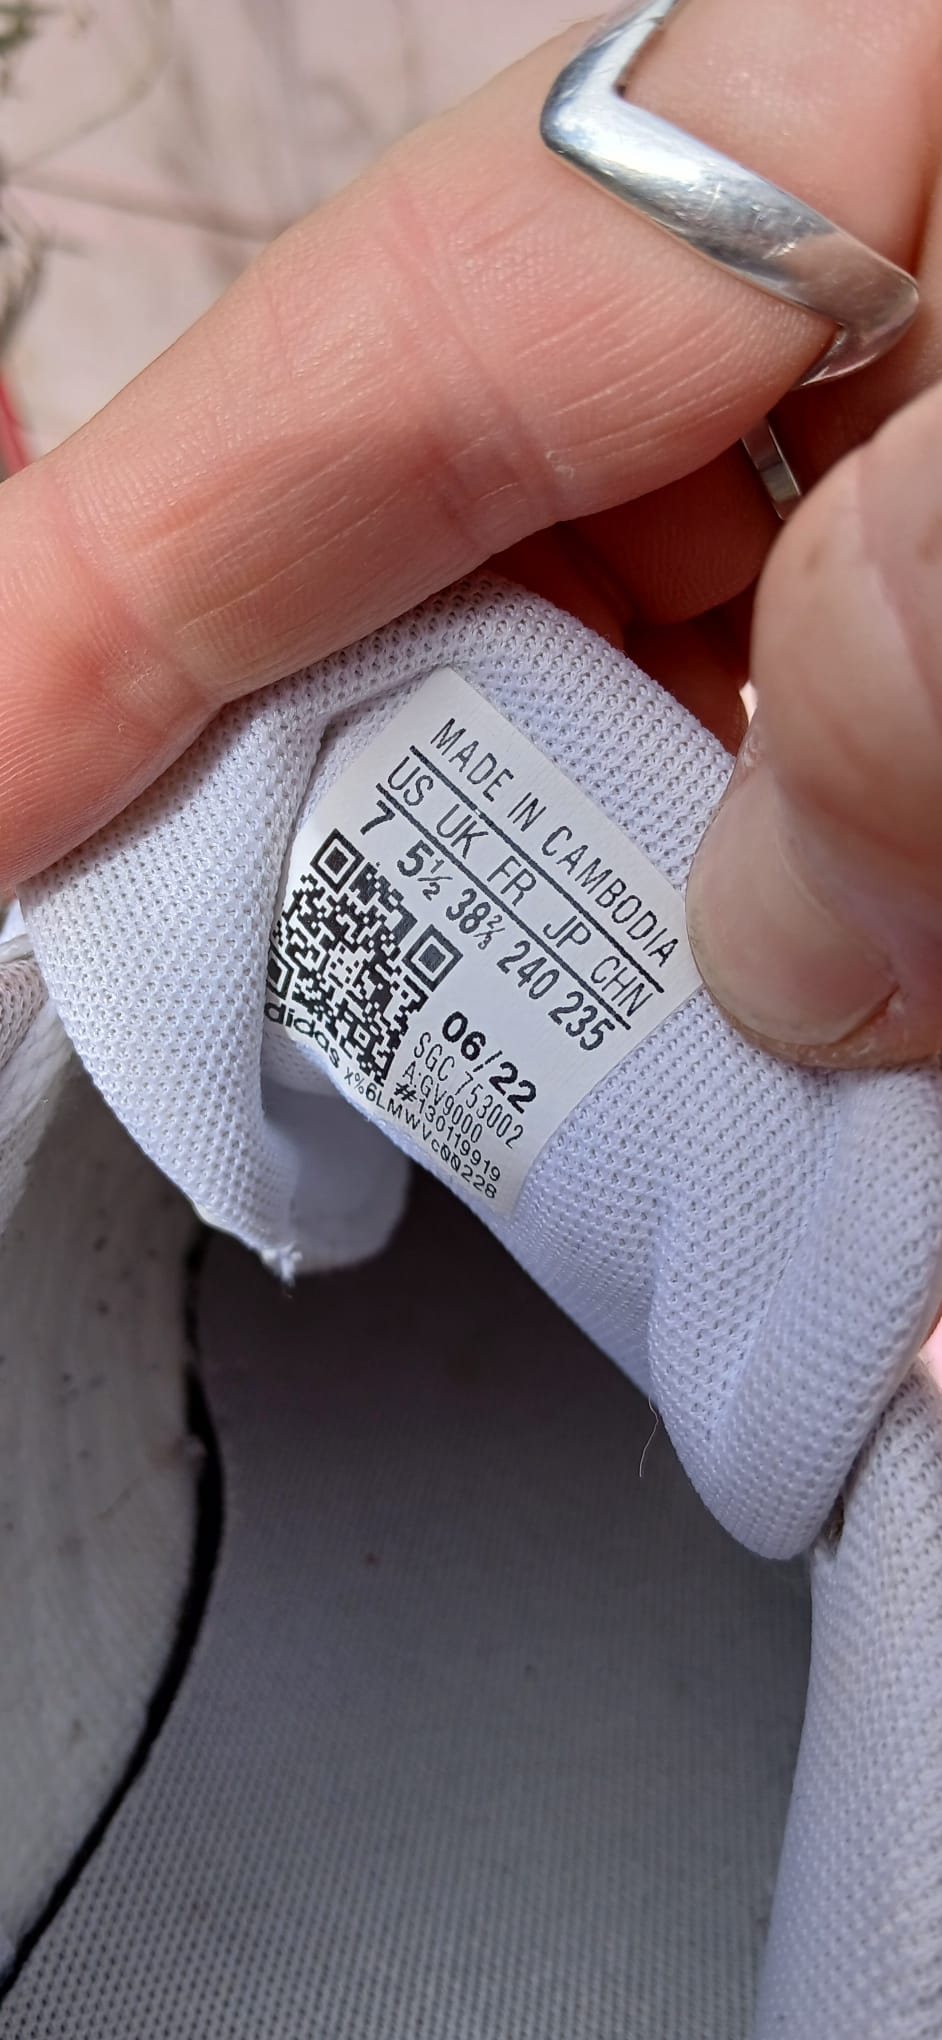 MADE IN CAMBODIA
US UK FR JP CHN
7 5½ 38⅔ 240 235
06/22
SGC 753002
A:GV9000
#130119919
adidas
x%6LMWVcQQ228